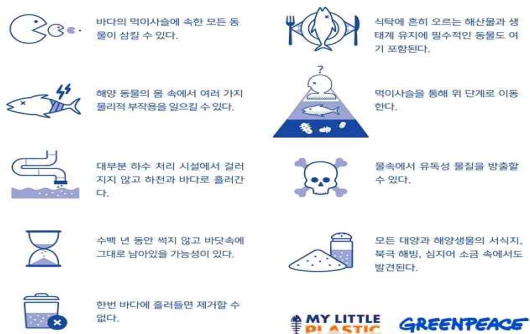 바다의 먹이사슬에 속한 모든 동
물이 삼킬 수 있다.
식탁에 흔히 오르는 해산물과 생
태계 유지에 필수적인 동물도 여
기 포함된다.
해양 동물의 몸 속에서 여러 가지
물리적 부작용을 일으킬 수 있다.
?
먹이사슬을 통해 위 단계로 이동
한다.
대부분 하수 처리 시설에서 걸러
지지 않고 하천과 바다로 흘러간
다.
물속에서 유독성 물질을 방출할
수 있다.
수백 년 동안 썩지 않고 바닷속에
그대로 남아있을 가능성이 있다.
모든 대양과 해양생물의 서식지,
북극 해빙, 심지어 소금 속에서도
발견된다.
한번 바다에 흘러들면 제거할 수
없다.
MY LITTLE
PLASTIC
GREENPEACE